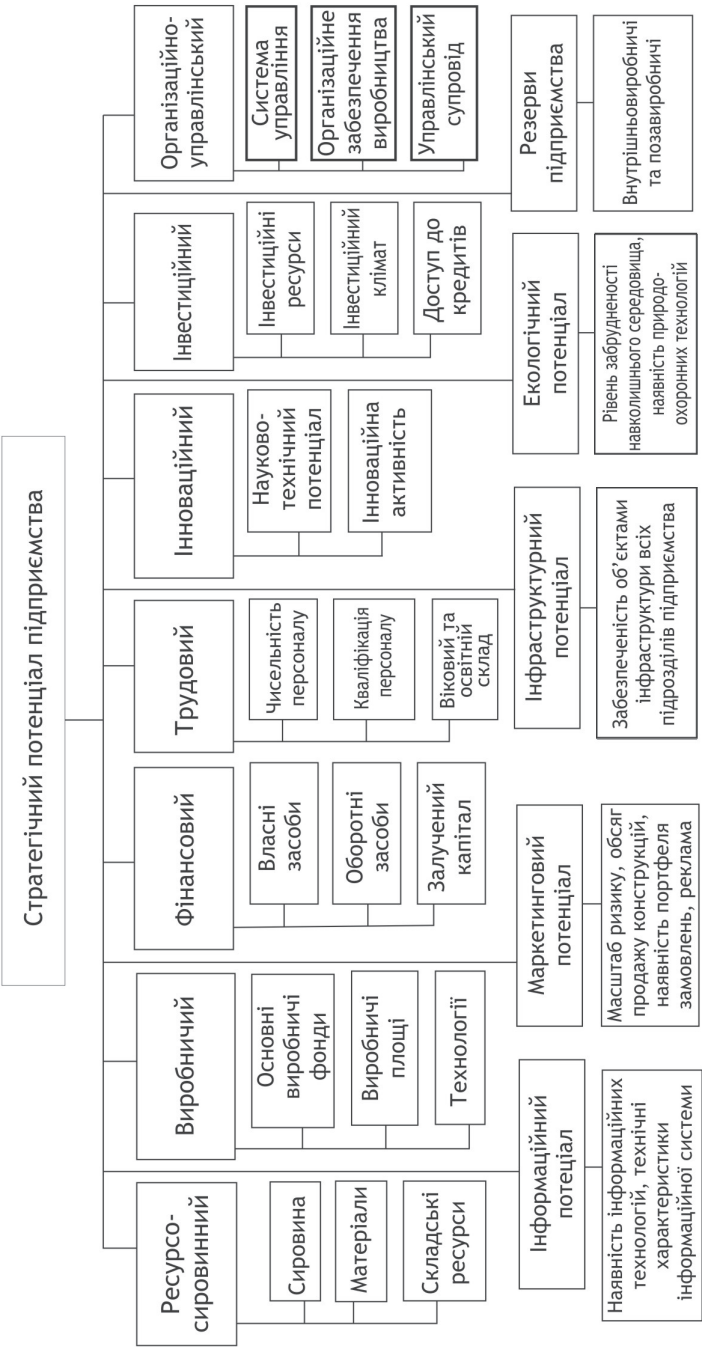 Стратегічний потенціал підприємства
Ресурсо-
сировинний
Сировина
Матеріали
Складські
ресурси
Виробничий
Основні
виробничі
фонди
Виробничі
площі
Технології
Фінансовий
Власні
засоби
Оборотні
засоби
Залучений
капітал
Трудовий
Чисельність
персоналу
Кваліфікація
персоналу
Віковий та
освітній
склад
Інноваційний
Науково-
технічний
потенціал
Інноваційна
активність
Інвестиційний
Інвестиційні
ресурси
Інвестиційний
клімат
Доступ до
кредитів
Організаційно-
управлінський
Система
управління
Організаційне
забезпечення
виробництва
Управлінський
супровід
Інформаційний
потеціал
Наявність інформаційних
технологій, технічні
характеристики
інформаційної системи
Маркетинговий
потенціал
Масштаб ризику, обсяг
продажу конструкцій,
наявність портфеля
замовлень, реклама
Інфраструктурний
потенціал
Забезпеченість об’єктами
інфраструктури всіх
підрозділів підприємства
Екологічний
потенціал
Рівень забрудненості
навколишнього середовища,
наявність природо-
охоронних технологій
Резерви
підприємства
Внутрішньовиробничі
та позавиробничі